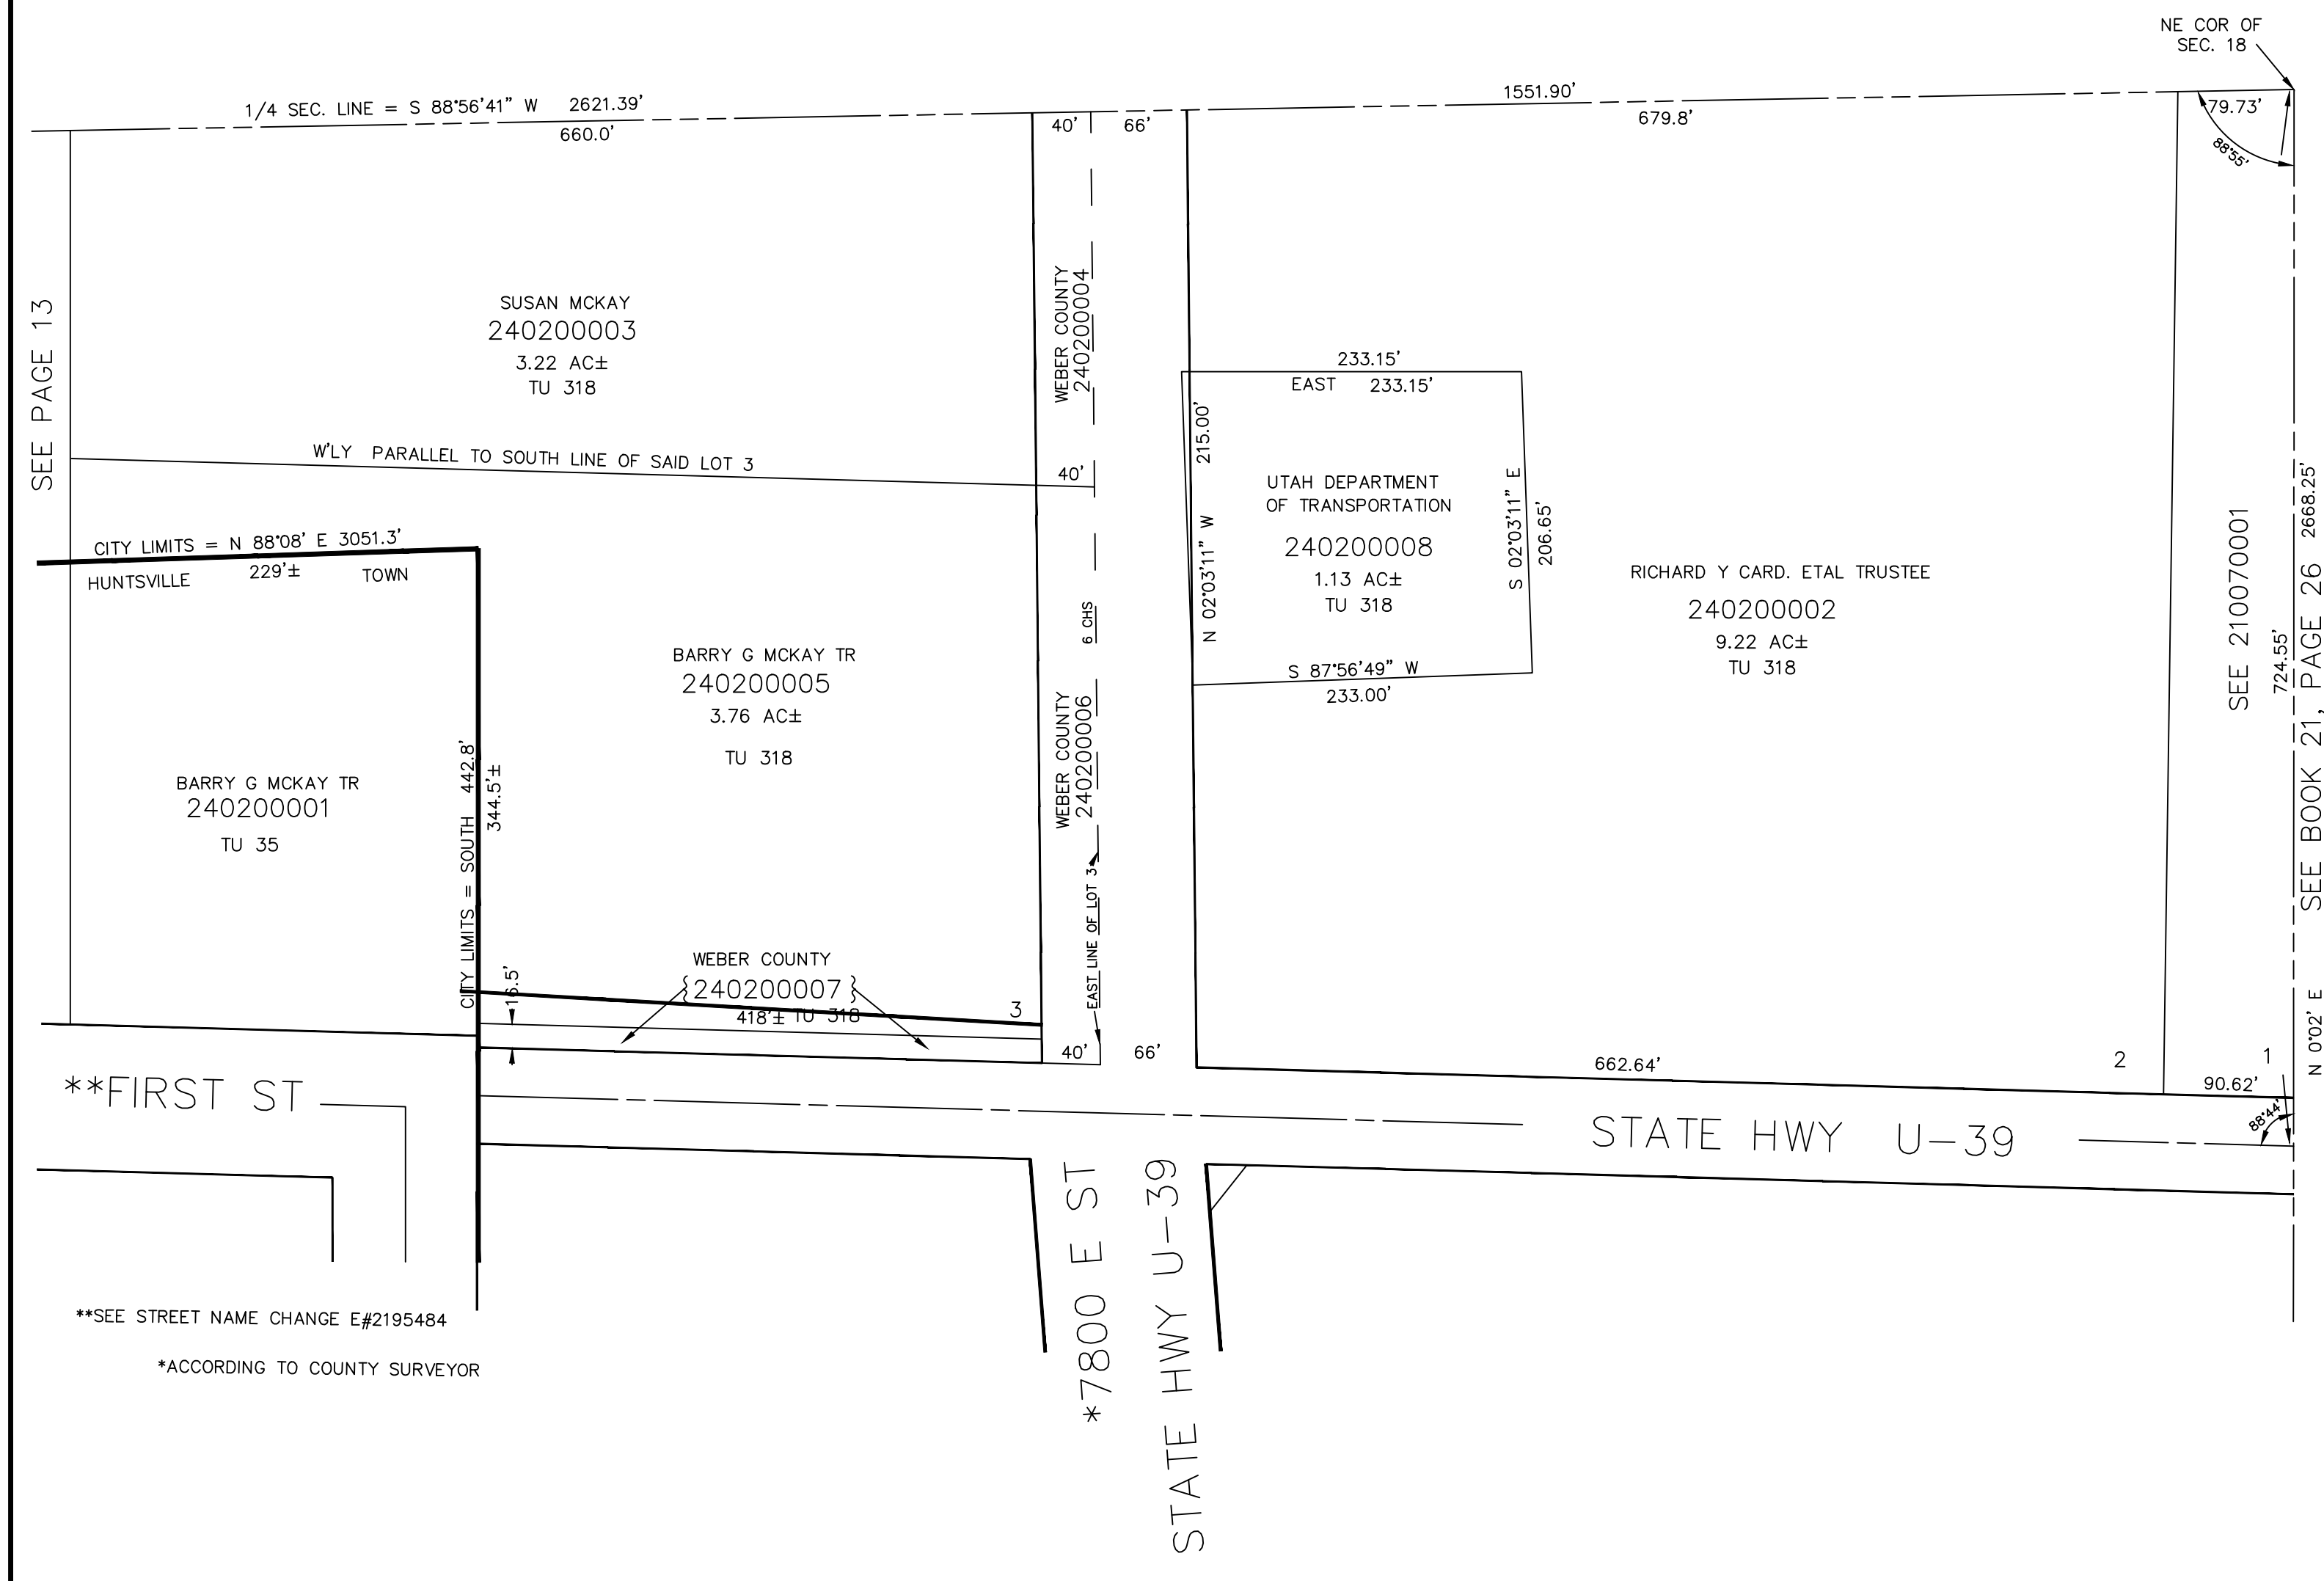 NE COR OF
SEC. 18
1/4 SEC. LINE = S 88°56'41" W 2621.39'
660.0'
40'
66'
1551.90'
679.8'
79.73'
88°55'
SEE PAGE 13
SUSAN MCKAY
240200003
3.22 AC±
TU 318
WEBER COUNTY
240200004
W'LY PARALLEL TO SOUTH LINE OF SAID LOT 3
40'
233.15'
EAST 233.15'
N 02°03'11" W 215.00'
UTAH DEPARTMENT
OF TRANSPORTATION
240200008
1.13 AC±
TU 318
S 02°03'11" E
206.65'
S 87°56'49" W
233.00'
RICHARD Y CARD. ETAL TRUSTEE
240200002
9.22 AC±
TU 318
SEE 210070001
724.55'
N 0°02' E SEE BOOK 21, PAGE 26 2668.25'
CITY LIMITS = N 88°08' E 3051.3'
HUNTSVILLE 229'± TOWN
BARRY G MCKAY TR
240200001
TU 35
CITY LIMITS = SOUTH 442.8'
344.5'±
BARRY G MCKAY TR
240200005
3.76 AC±
TU 318
6 CHS
WEBER COUNTY
240200006
EAST LINE OF LOT 3
WEBER COUNTY
240200007
418'± TU 318
16.5'
3
40'
66'
662.64'
2
1
90.62'
88°44'
**FIRST ST
STATE HWY U-39
*7800 E ST
STATE HWY U-39
**SEE STREET NAME CHANGE E#2195484
*ACCORDING TO COUNTY SURVEYOR